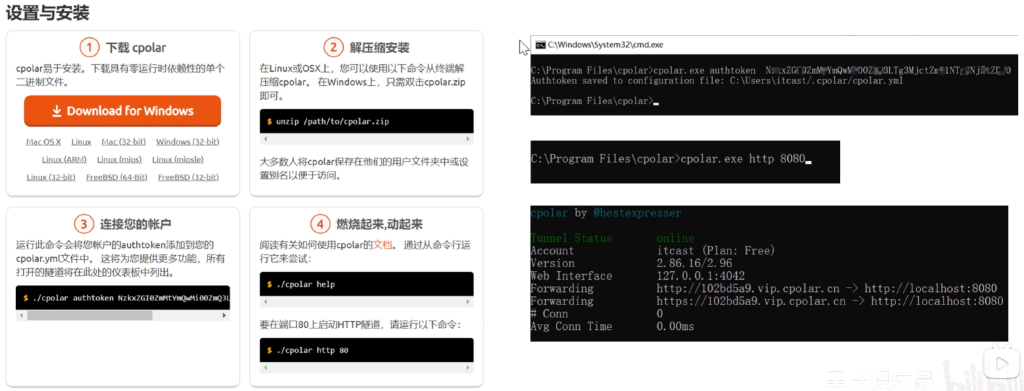 设置与安装
1 下载 cpolar
cpolar易于安装。下载具有零运行时依赖性的单个
二进制文件。
Download for Windows
Mac OS X Linux Mac (32-bit) Windows (32-bit)
Linux (ARM) Linux (mips) Linux (mipsle)
Linux (32-bit) FreeBSD (64-Bit) FreeBSD (32-bit)
2 解压缩安装
在Linux或OSX上，您可以使用以下命令从终端解
压缩cpolar。 在Windows上，只需双击cpolar.zip
即可。
$ unzip /path/to/cpolar.zip
大多数人将cpolar保存在他们的用户文件夹中或设
置别名以便于访问。
3 连接您的帐户
运行此命令会将您帐户的authtoken添加到您的
cpolar.yml文件中。 这将为您提供更多功能，所有
打开的隧道将在此处的仪表板中列出。
$ ./cpolar authtoken
4 燃烧起来,动起来
阅读有关如何使用cpolar的文档。 通过从命令行运
行它来尝试：
$ ./cpolar help
要在端口80上启动HTTP隧道，请运行以下命令：
$ ./cpolar http 80
C:\Windows\System32\cmd.exe
C:\Program Files\cpolar>cpolar.exe authtoken
Authtoken saved to configuration file: C:\Users\itcast/.cpolar/cpolar.yml
C:\Program Files\cpolar>
C:\Program Files\cpolar>cpolar.exe http 8080
cpolar by @bestexpresser
Tunnel Status online
Account itcast (Plan: Free)
Version 2.86.16/2.96
Web Interface 127.0.0.1:4042
Forwarding http://102bd5a9.vip.cpolar.cn -> http://localhost:8080
Forwarding https://102bd5a9.vip.cpolar.cn -> http://localhost:8080
# Conn 0
Avg Conn Time 0.00ms
bilibili